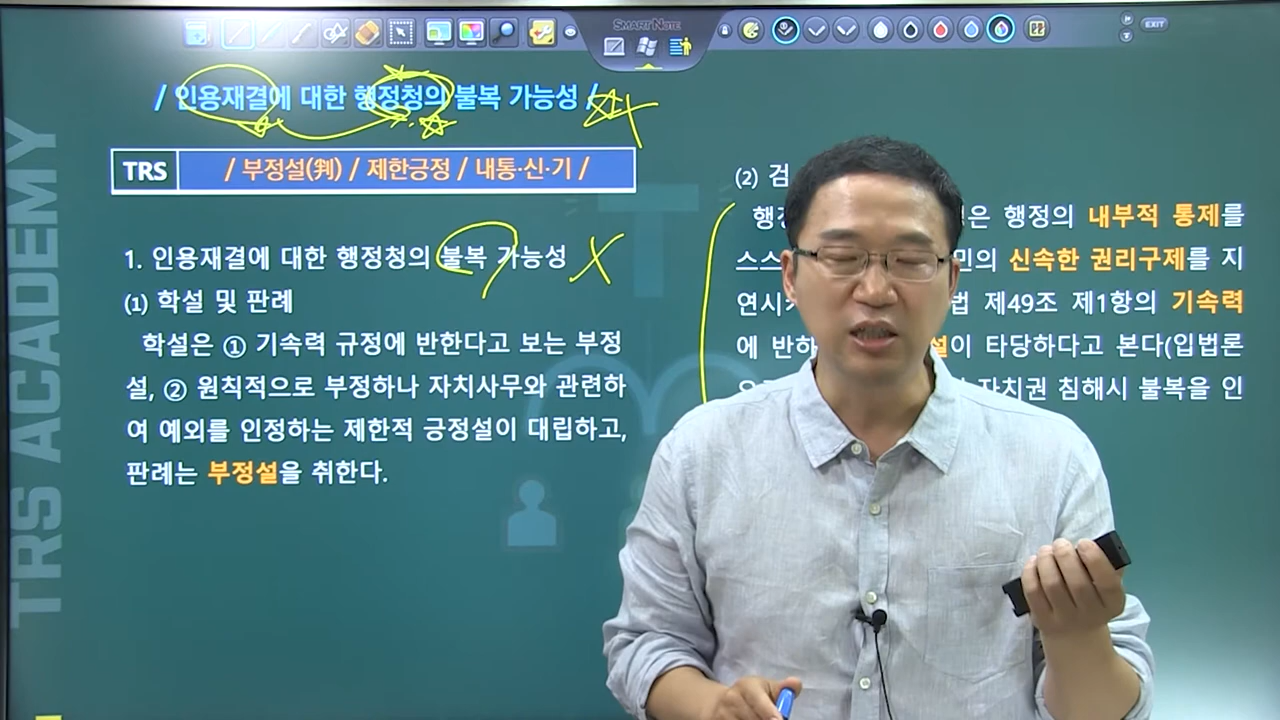 SMART NOTE
EXIT
/ 인용재결에 대한 행정청의 불복 가능성 /
TRS / 부정설(判) / 제한긍정 / 내통·신·기 /
1. 인용재결에 대한 행정청의 불복 가능성
(1) 학설 및 판례
학설은 ① 기속력 규정에 반한다고 보는 부정
설, ② 원칙적으로 부정하나 자치사무와 관련하
여 예외를 인정하는 제한적 긍정설이 대립하고,
판례는 부정설을 취한다.
(2) 검
은 행정의 내부적 통제를
스스 민의 신속한 권리구제를 지
연시키 법 제49조 제1항의 기속력
에 반하 설이 타당하다고 본다(입법론
자치권 침해시 불복을 인
TRS ACADEMY